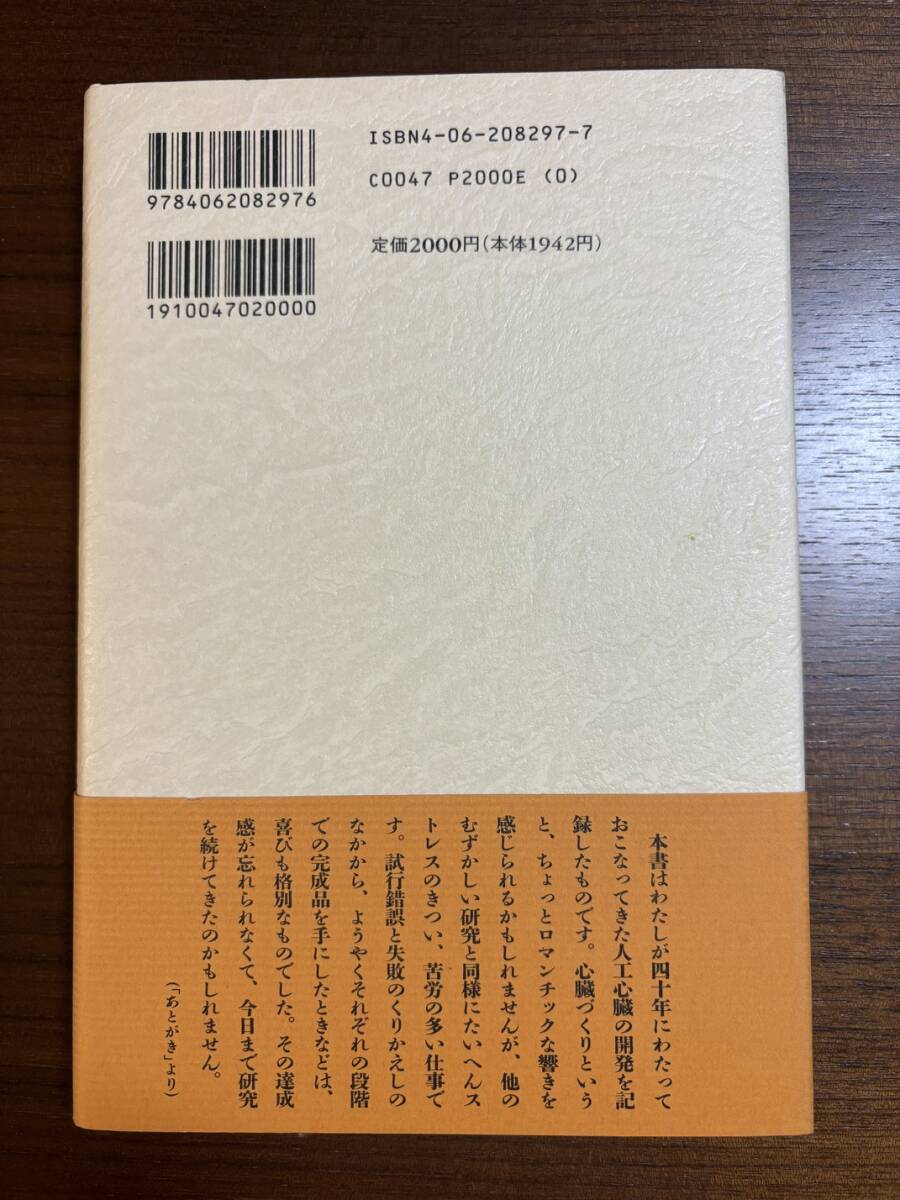 ISBN4-06-208297-7
C0047 P2000E (0)
9784062082976
定価2000円(本体1942円)
1910047020000
本書はわたしが四十年にわたって
おこなってきた人工心臓の開発を記
録したものです。心臓づくりという
と、ちょっとロマンチックな響きを
感じられるかもしれませんが、他の
むずかしい研究と同様にたいへんス
トレスのきつい、苦労の多い仕事で
す。試行錯誤と失敗のくりかえしの
なかから、ようやくそれぞれの段階
での完成品を手にしたときなどは、
喜びも格別なものでした。その達成
感が忘れられなくて、今日まで研究
を続けてきたのかもしれません。
(「あとがき」より)